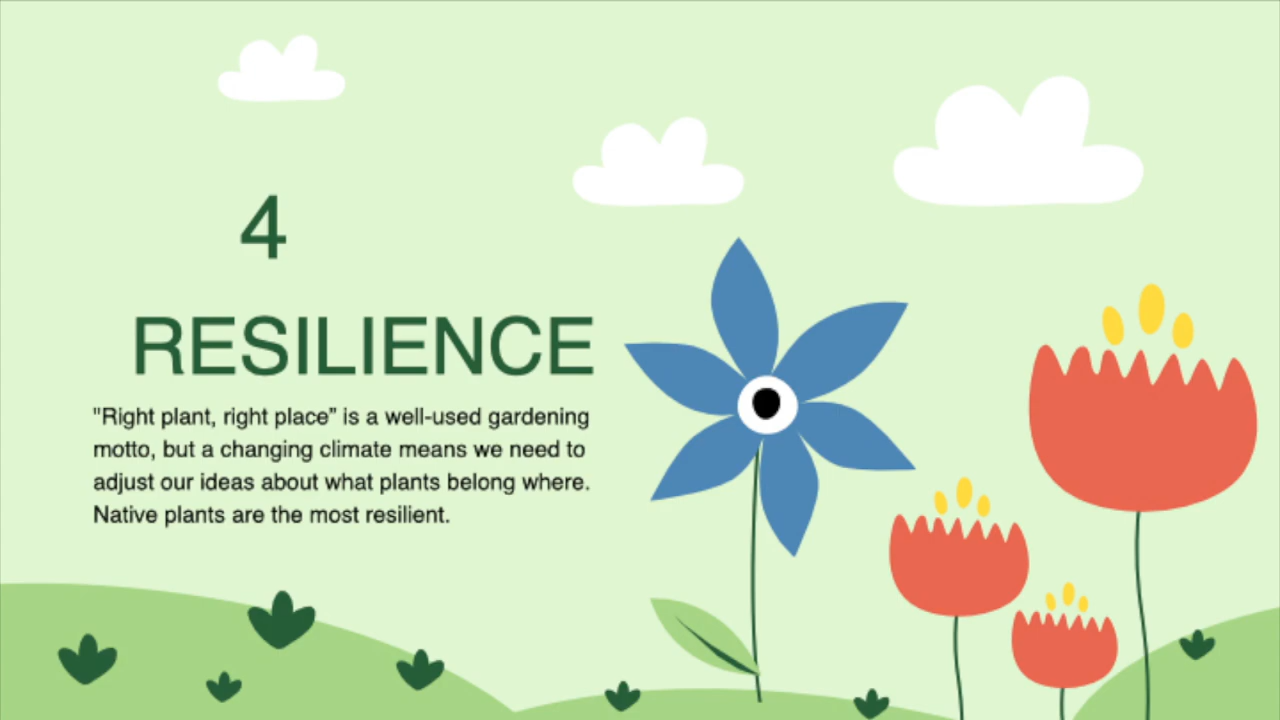 4
RESILIENCE
"Right plant, right place” is a well-used gardening
motto, but a changing climate means we need to
adjust our ideas about what plants belong where.
Native plants are the most resilient.